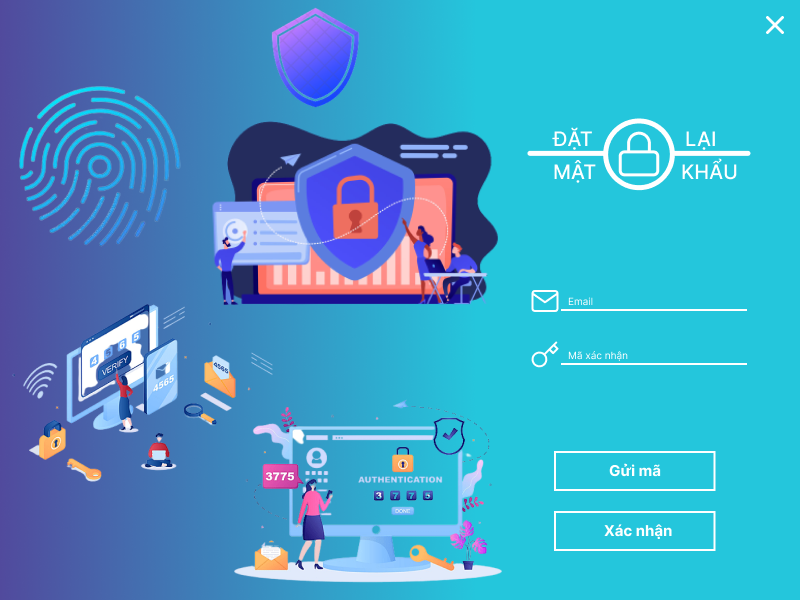 ĐẶT LẠI
MẬT KHẨU
Email
Mã xác nhận
Gửi mã
Xác nhận
VERIFY
4565
4565
3775
AUTHENTICATION
3 7 7 5
DONE